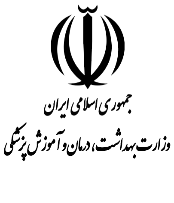 جمهوری اسلامی ایران
وزارت بهداشت، درمان و آموزش پزشکی